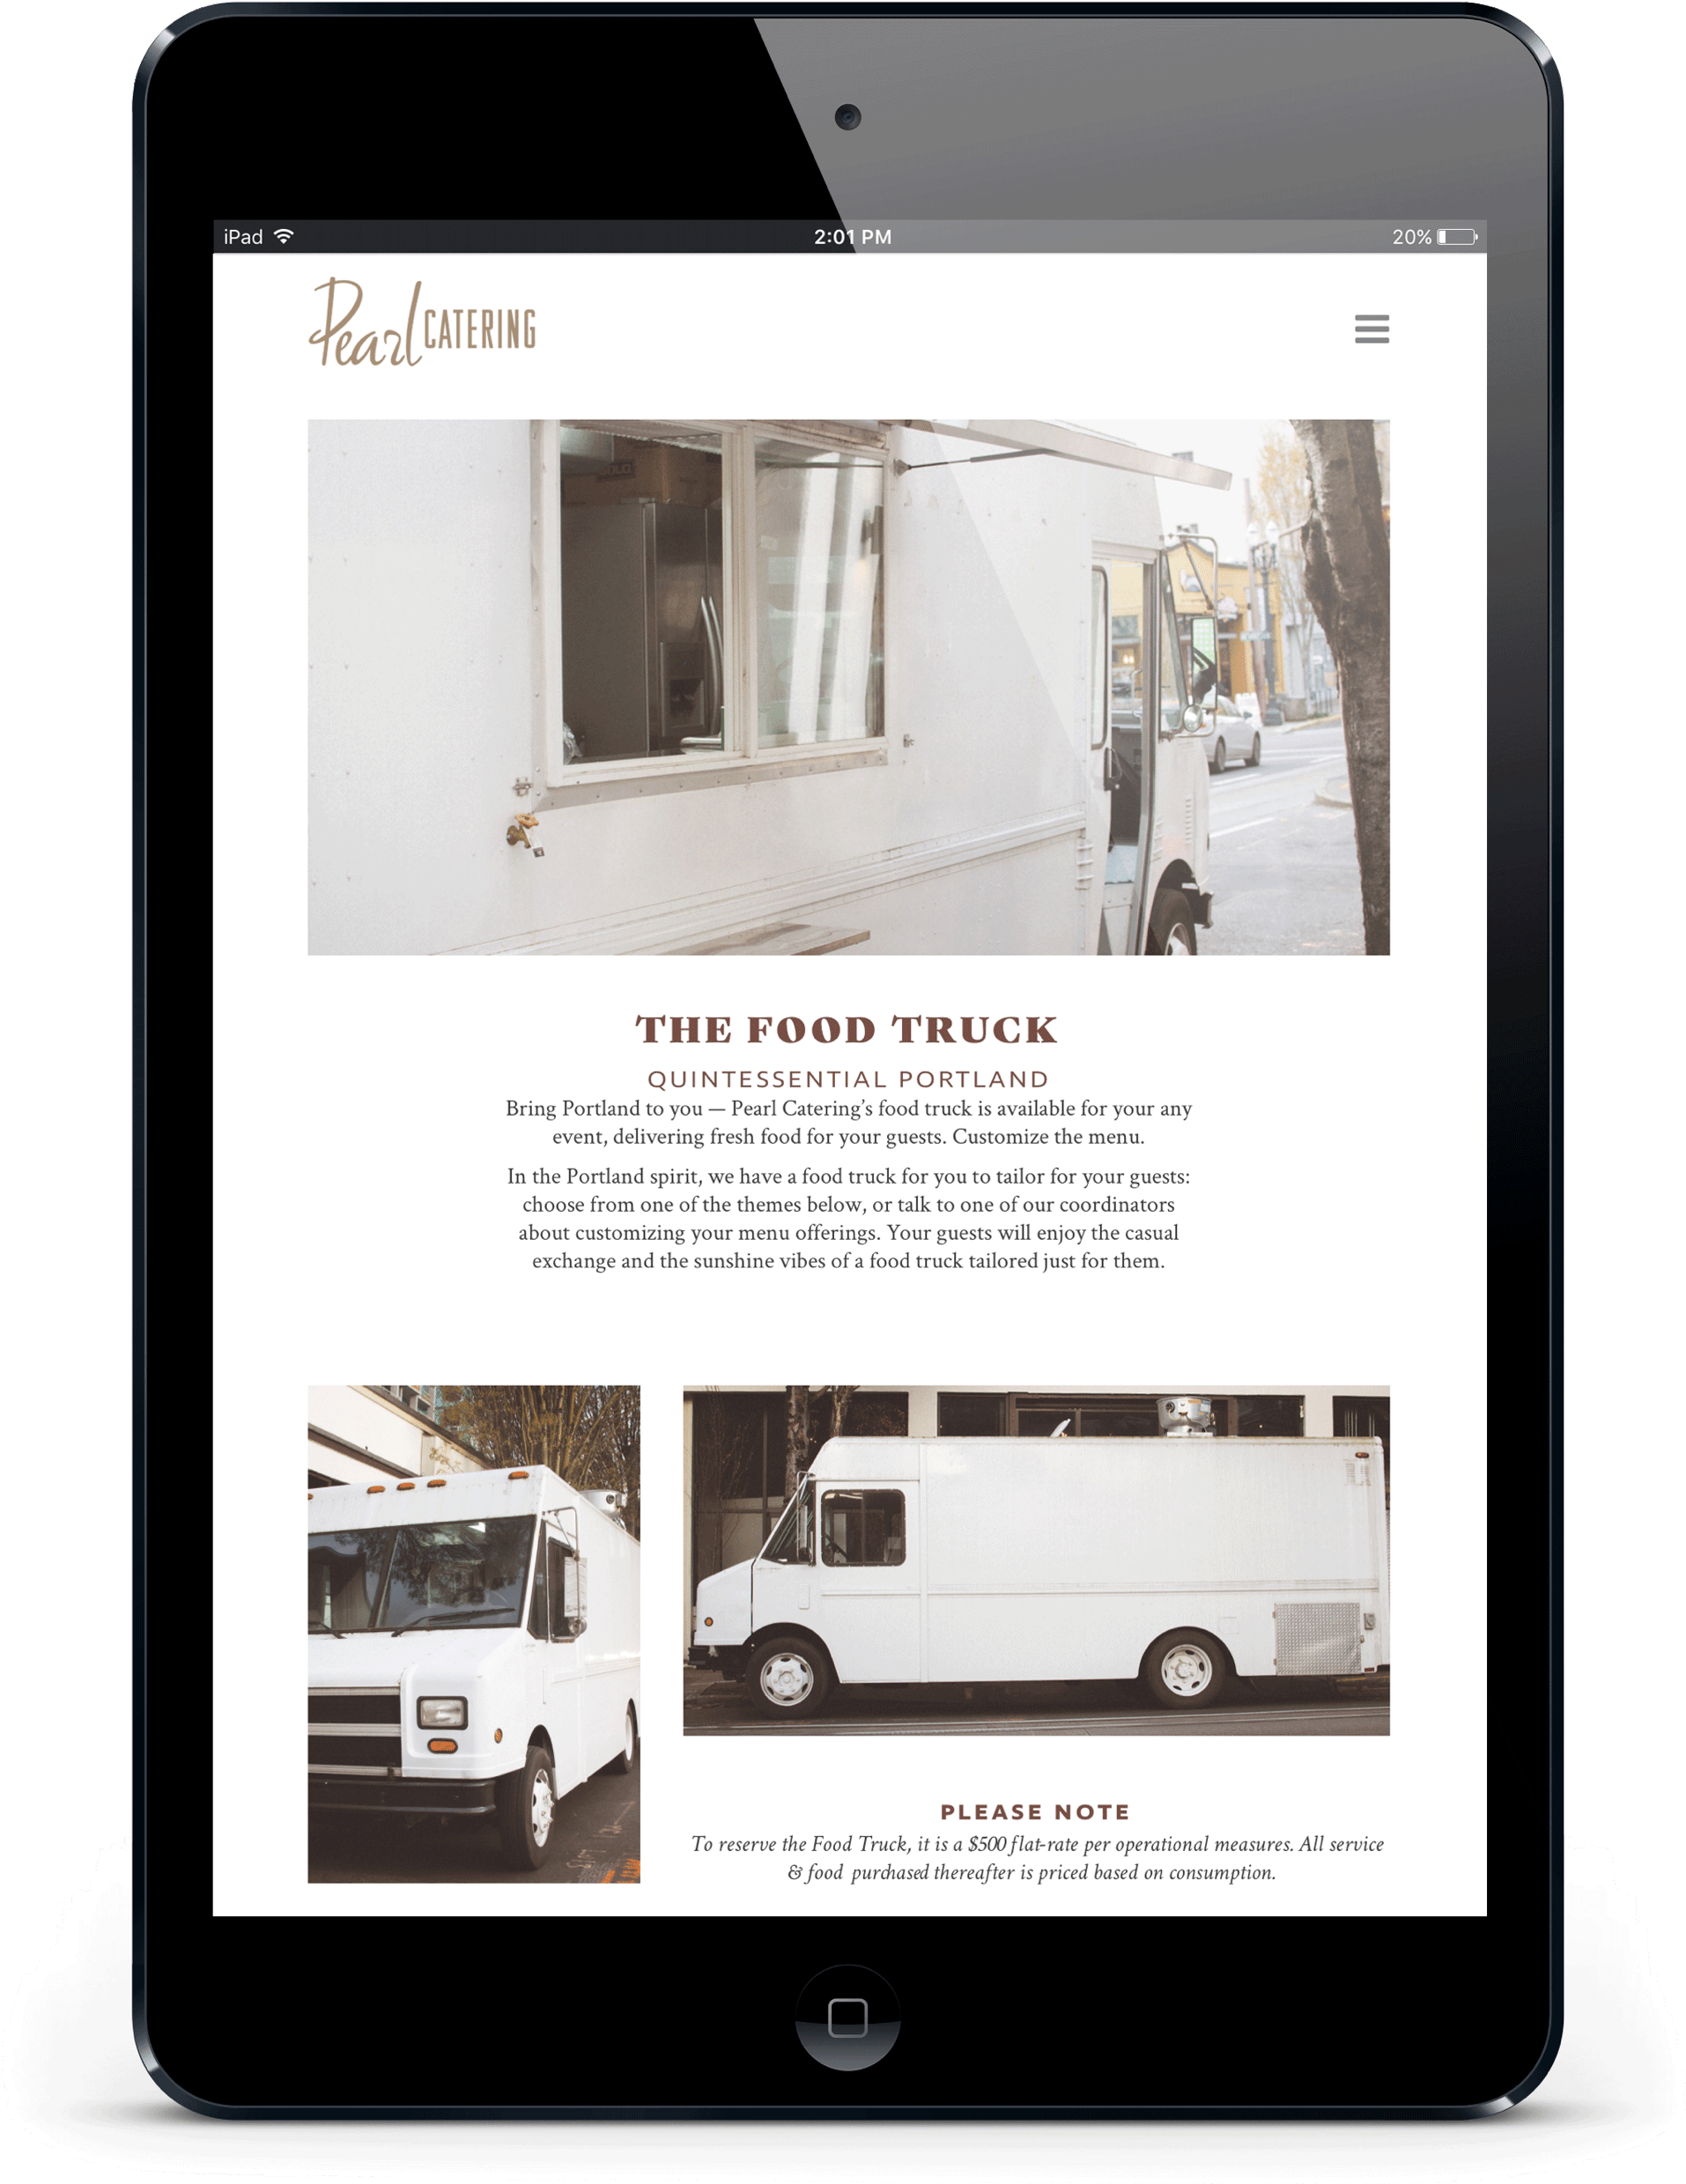 iPad
2:01 PM
20%
Pearl CATERING
THE FOOD TRUCK
QUINTESSENTIAL PORTLAND
Bring Portland to you — Pearl Catering’s food truck is available for your any
event, delivering fresh food for your guests. Customize the menu.
In the Portland spirit, we have a food truck for you to tailor for your guests:
choose from one of the themes below, or talk to one of our coordinators
about customizing your menu offerings. Your guests will enjoy the casual
exchange and the sunshine vibes of a food truck tailored just for them.
PLEASE NOTE
To reserve the Food Truck, it is a $500 flat-rate per operational measures. All service
& food purchased thereafter is priced based on consumption.